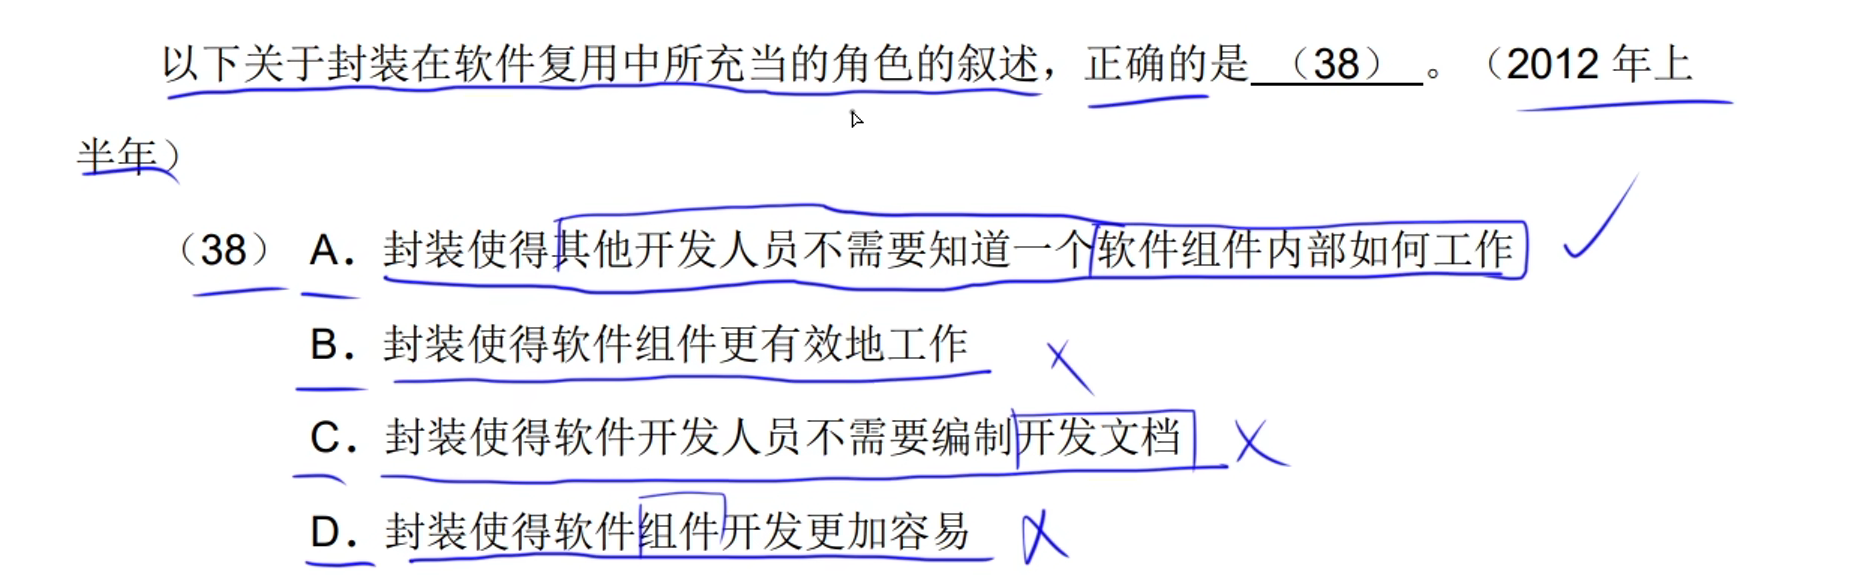 以下关于封装在软件复用中所充当的角色的叙述，正确的是（38）。（2012 年上
半年）
（38） A．封装使得其他开发人员不需要知道一个软件组件内部如何工作
B．封装使得软件组件更有效地工作
C．封装使得软件开发人员不需要编制开发文档
D．封装使得软件组件开发更加容易